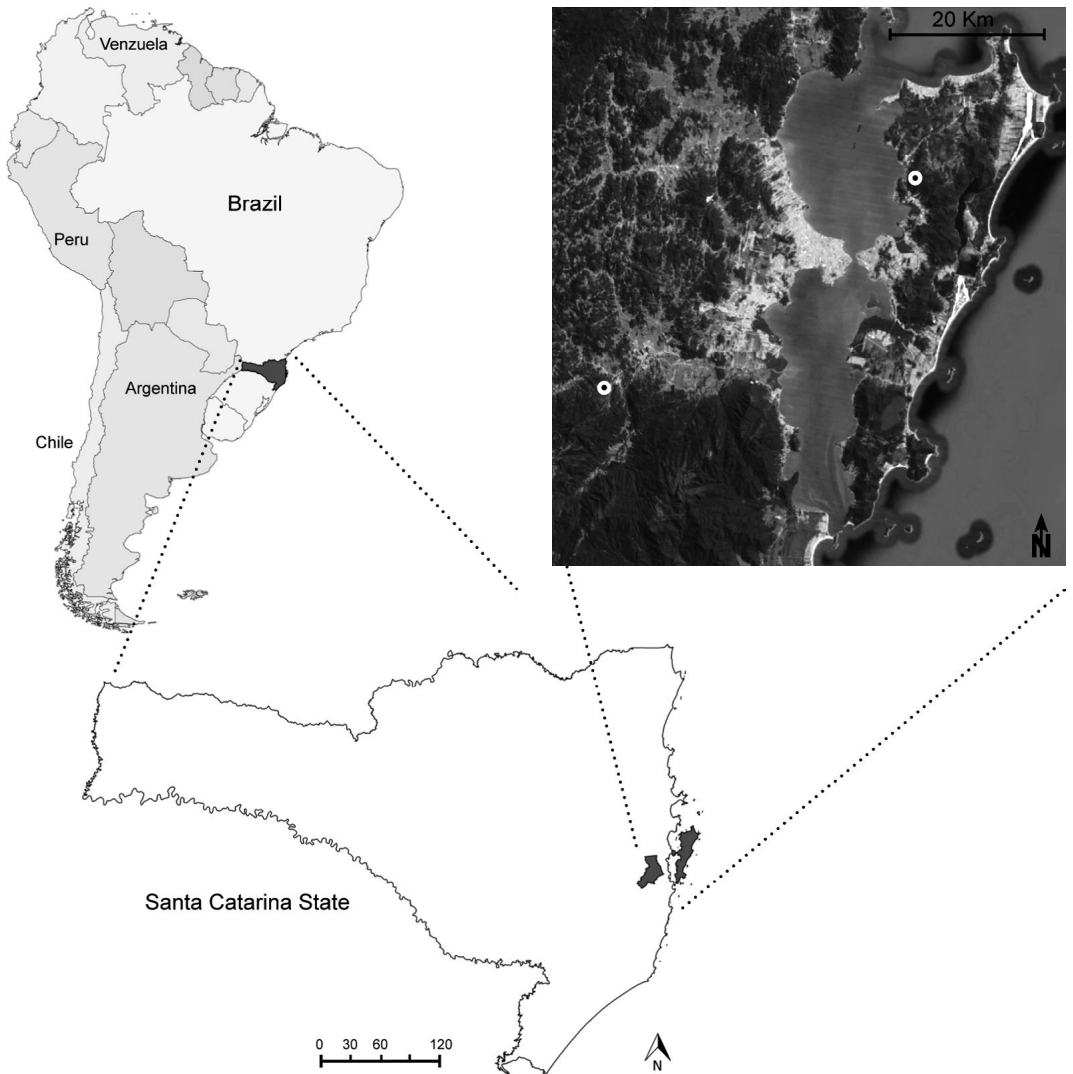 Venzuela
20 Km
Brazil
Peru
Argentina
Chile
N
Santa Catarina State
0 30 60 120
N